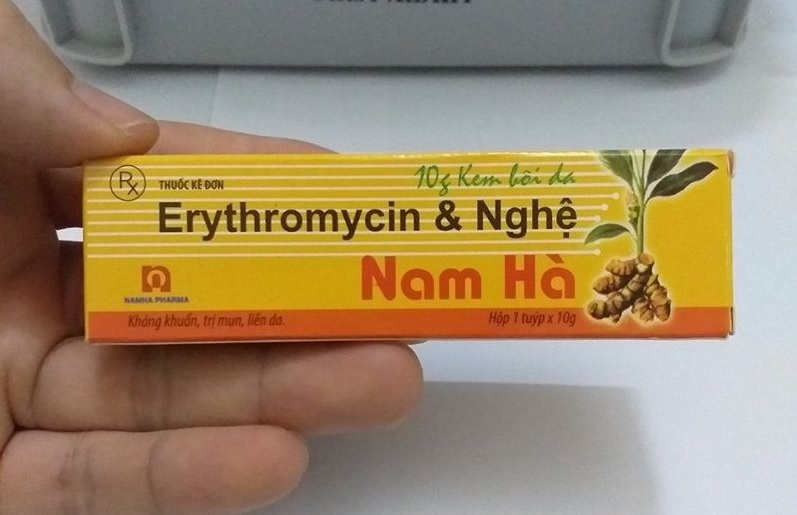 Rx THUỐC KÊ ĐƠN
10g Kem bôi da
Erythromycin & Nghệ
Nam Hà
NAMHA PHARMA
Kháng khuẩn, trị mụn, liền da.
Hộp 1 tuýp x 10g